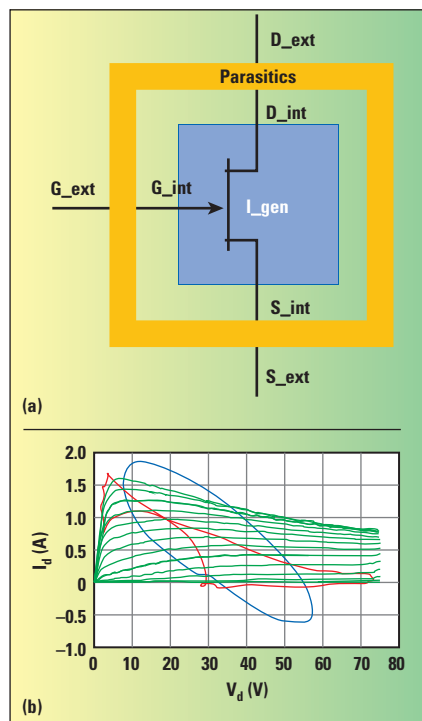 D_ext
Parasitics
D_int
G_ext
G_int
I_gen
S_int
S_ext
(a)
2.0
1.5
1.0
0.5
0
−0.5
−1.0
I_d (A)
0 10 20 30 40 50 60 70 80
V_d (V)
(b)